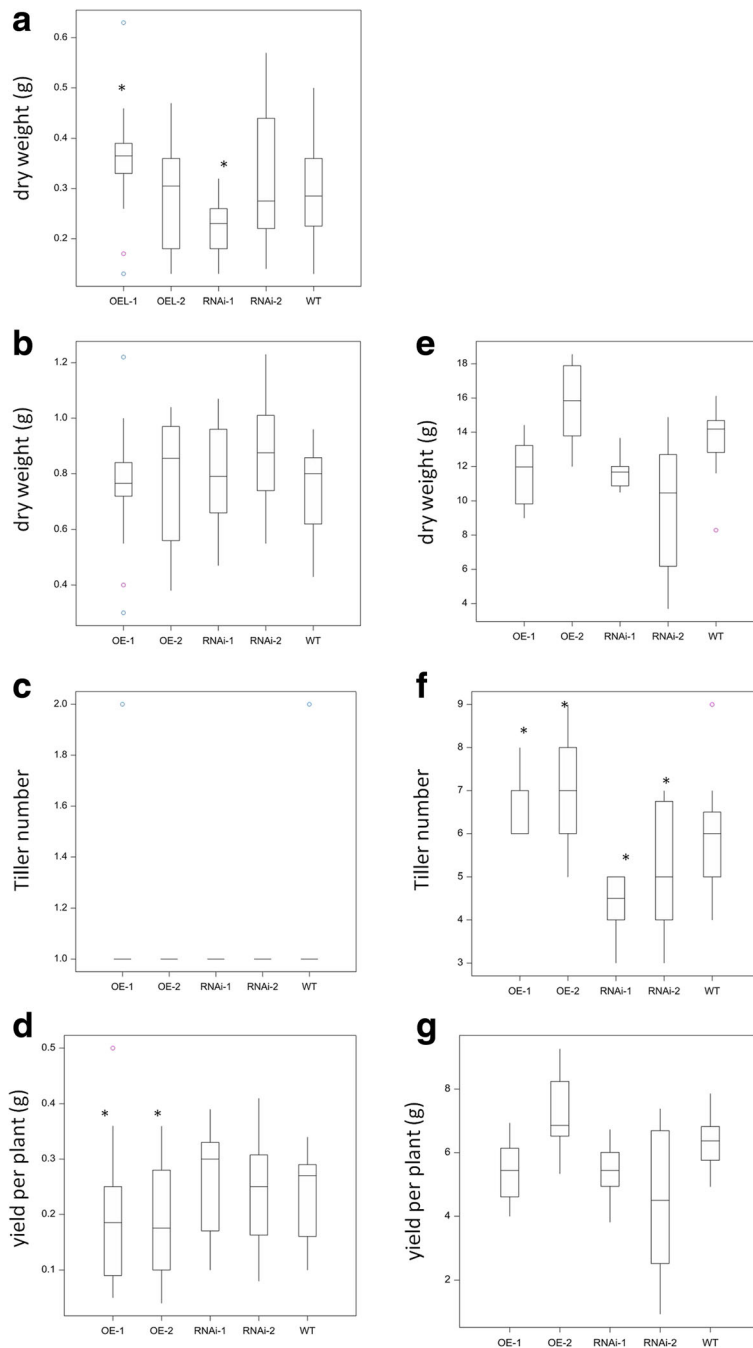 a
dry weight (g)
0.6
0.5
0.4
0.3
0.2
*
*
OEL-1 OEL-2 RNAi-1 RNAi-2 WT
b
dry weight (g)
1.2
1.0
0.8
0.6
0.4
OE-1 OE-2 RNAi-1 RNAi-2 WT
e
dry weight (g)
18
16
14
12
10
8
6
4
OE-1 OE-2 RNAi-1 RNAi-2 WT
c
Tiller number
2.0
1.8
1.6
1.4
1.2
1.0
OE-1 OE-2 RNAi-1 RNAi-2 WT
f
Tiller number
9
8
7
6
5
4
3
* * * *
OE-1 OE-2 RNAi-1 RNAi-2 WT
d
yield per plant (g)
0.5
0.4
0.3
0.2
0.1
* *
OE-1 OE-2 RNAi-1 RNAi-2 WT
g
yield per plant (g)
8
6
4
2
OE-1 OE-2 RNAi-1 RNAi-2 WT